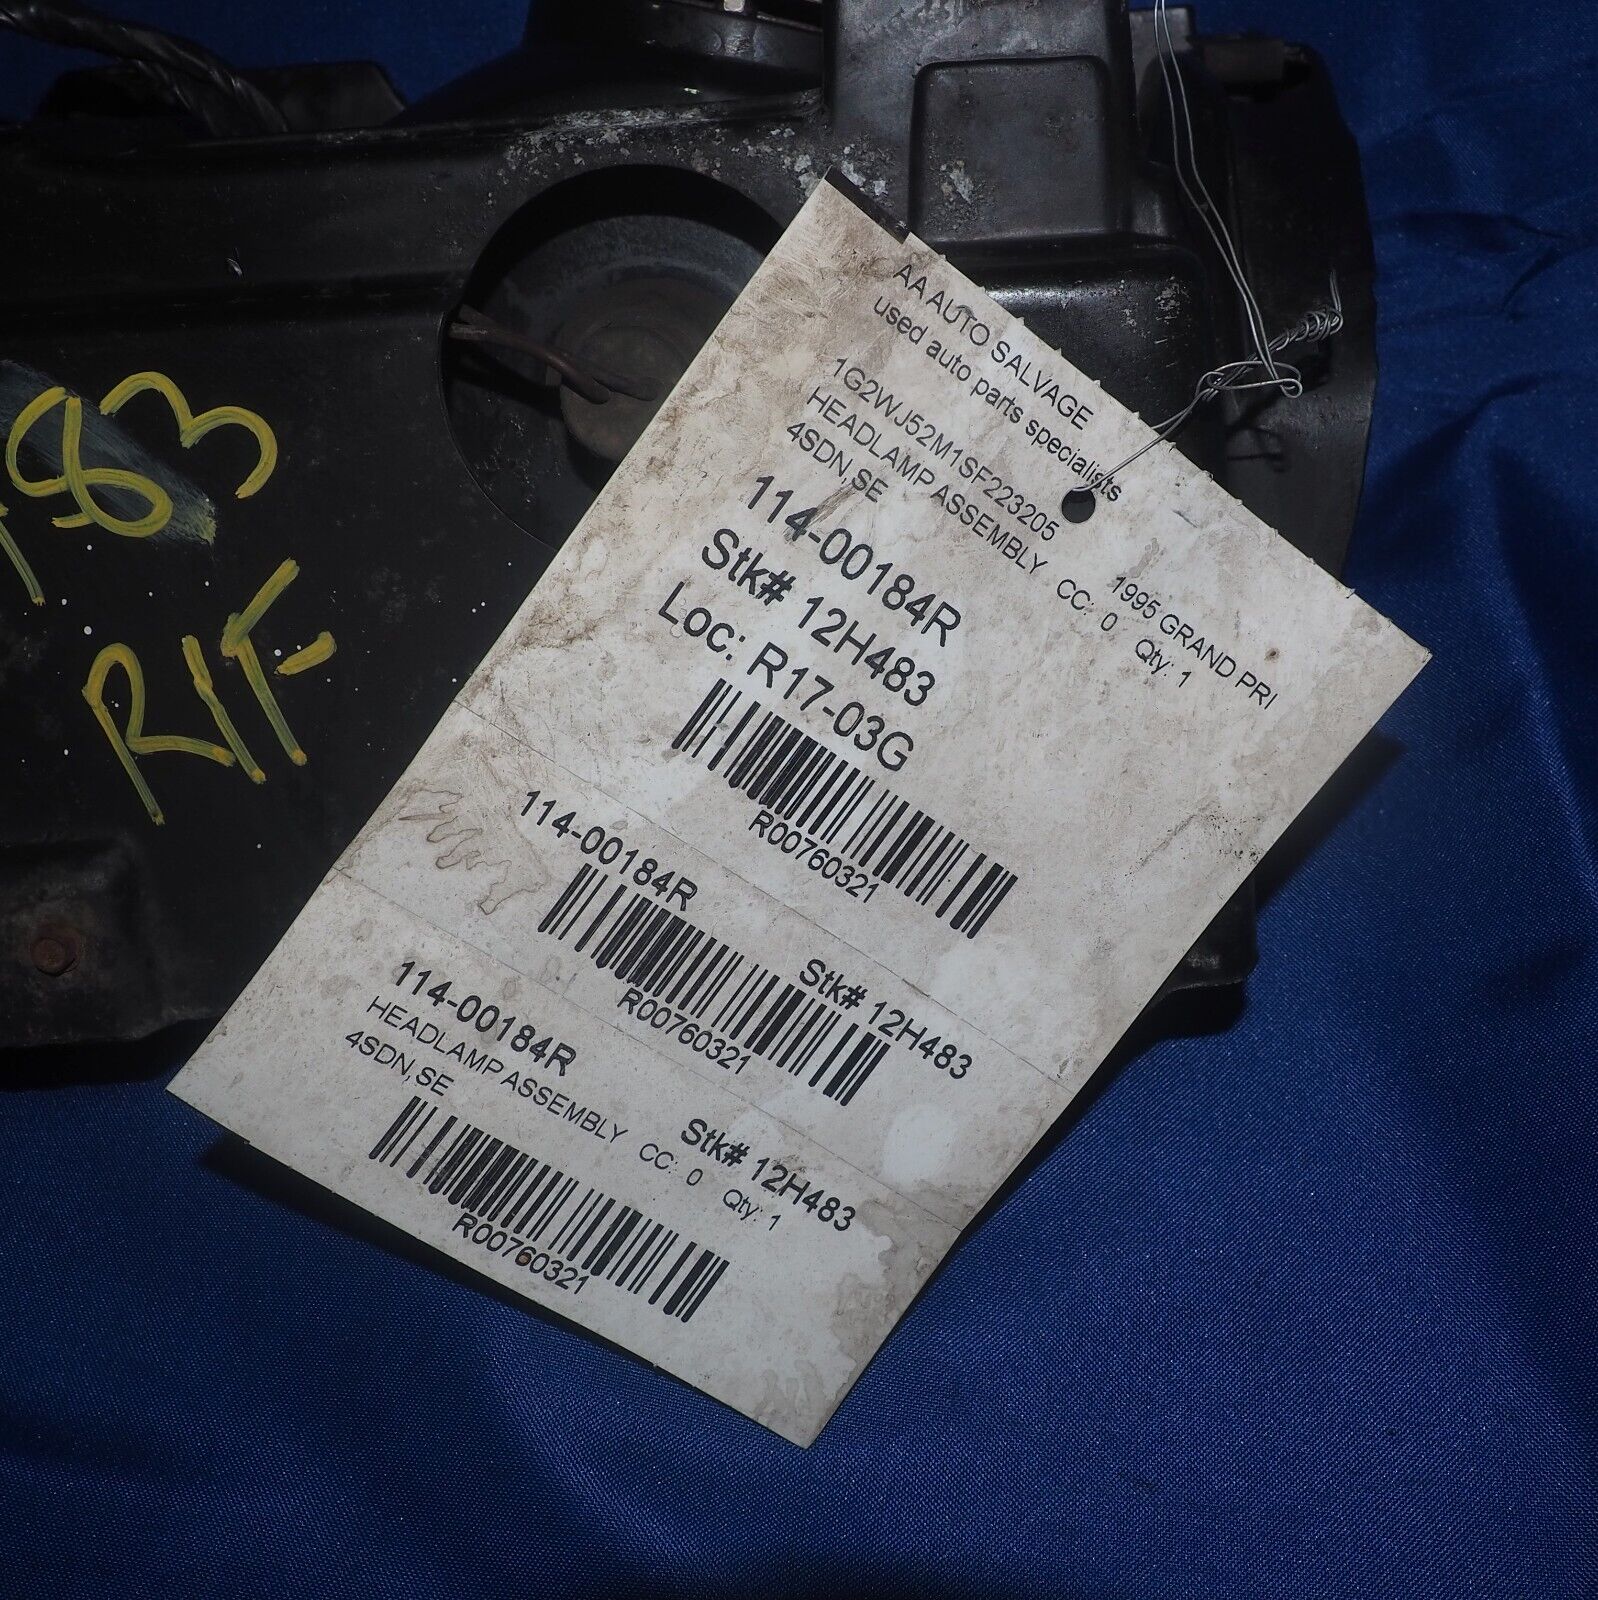 83
R/F
AA AUTO SALVAGE
used auto parts specialists
1G2WJ52M1SF223205 1995 GRAND PRI
HEADLAMP ASSEMBLY CC: 0 Qty: 1
4SDN,SE
114-00184R
Stk# 12H483
Loc: R17-03G
R00760321
114-00184R Stk# 12H483
R00760321
114-00184R Stk# 12H483
HEADLAMP ASSEMBLY CC: 0 Qty: 1
4SDN,SE
R00760321